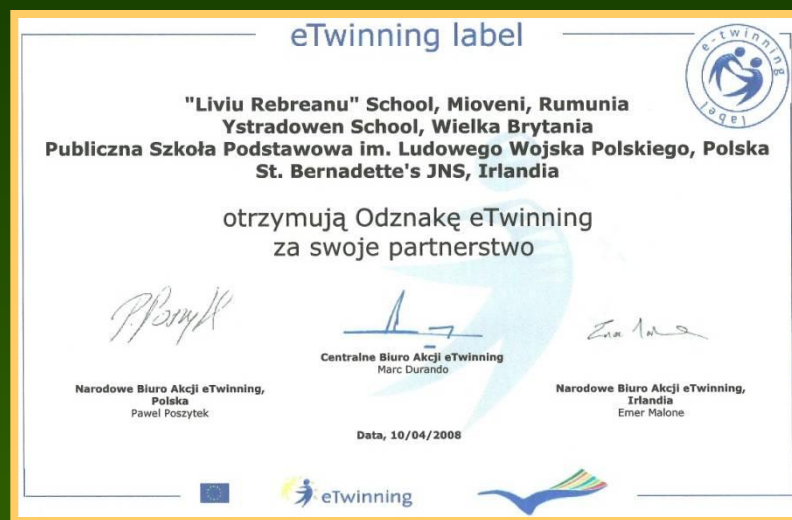 eTwinning label
e-twinning
label
"Liviu Rebreanu" School, Mioveni, Rumunia
Ystradowen School, Wielka Brytania
Publiczna Szkoła Podstawowa im. Ludowego Wojska Polskiego, Polska
St. Bernadette's JNS, Irlandia
otrzymują Odznakę eTwinning
za swoje partnerstwo
Centralne Biuro Akcji eTwinning
Marc Durando
Narodowe Biuro Akcji eTwinning,
Polska
Pawel Poszytek
Narodowe Biuro Akcji eTwinning,
Irlandia
Emer Malone
Data, 10/04/2008
eTwinning